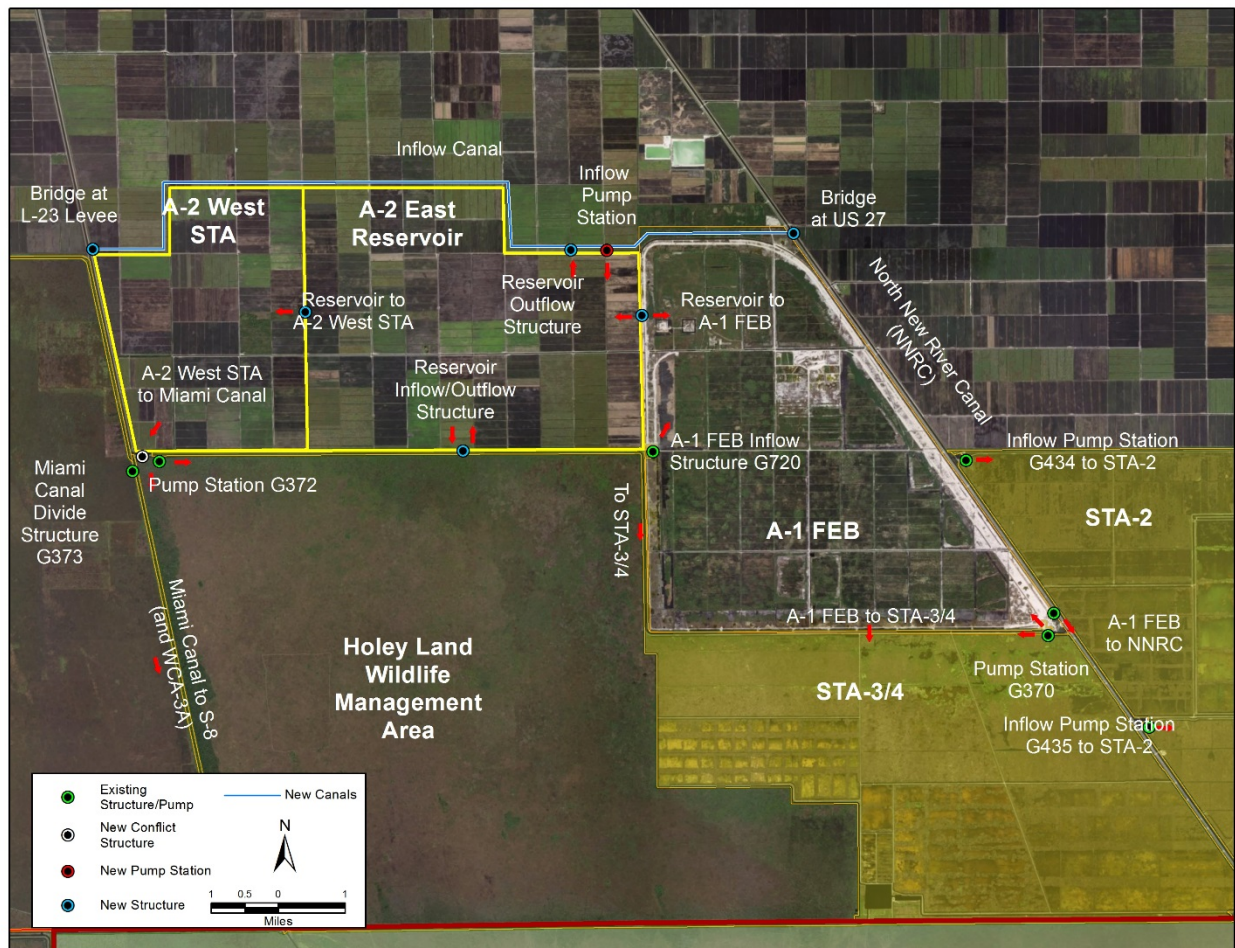 Inflow Canal
Bridge at
L-23 Levee
A-2 West
STA
A-2 East
Reservoir
Inflow
Pump
Station
Bridge
at US 27
Reservoir to
A-2 West STA
Reservoir
Outflow
Structure
Reservoir to
A-1 FEB
North New River Canal
(NNRC)
A-2 West STA
to Miami Canal
Reservoir
Inflow/Outflow
Structure
A-1 FEB Inflow
Structure G720
Inflow Pump Station
G434 to STA-2
Miami
Canal
Divide
Structure
G373
Pump Station G372
To STA-3/4
A-1 FEB
STA-2
Miami Canal to S-8
(and WCA-3A)
A-1 FEB to STA-3/4
A-1 FEB
to NNRC
Holey Land
Wildlife
Management
Area
STA-3/4
Pump Station
G370
Inflow Pump Station
G435 to STA-2
Existing
Structure/Pump
New Canals
New Conflict
Structure
N
New Pump Station
New Structure
1 0.5 0 1
Miles